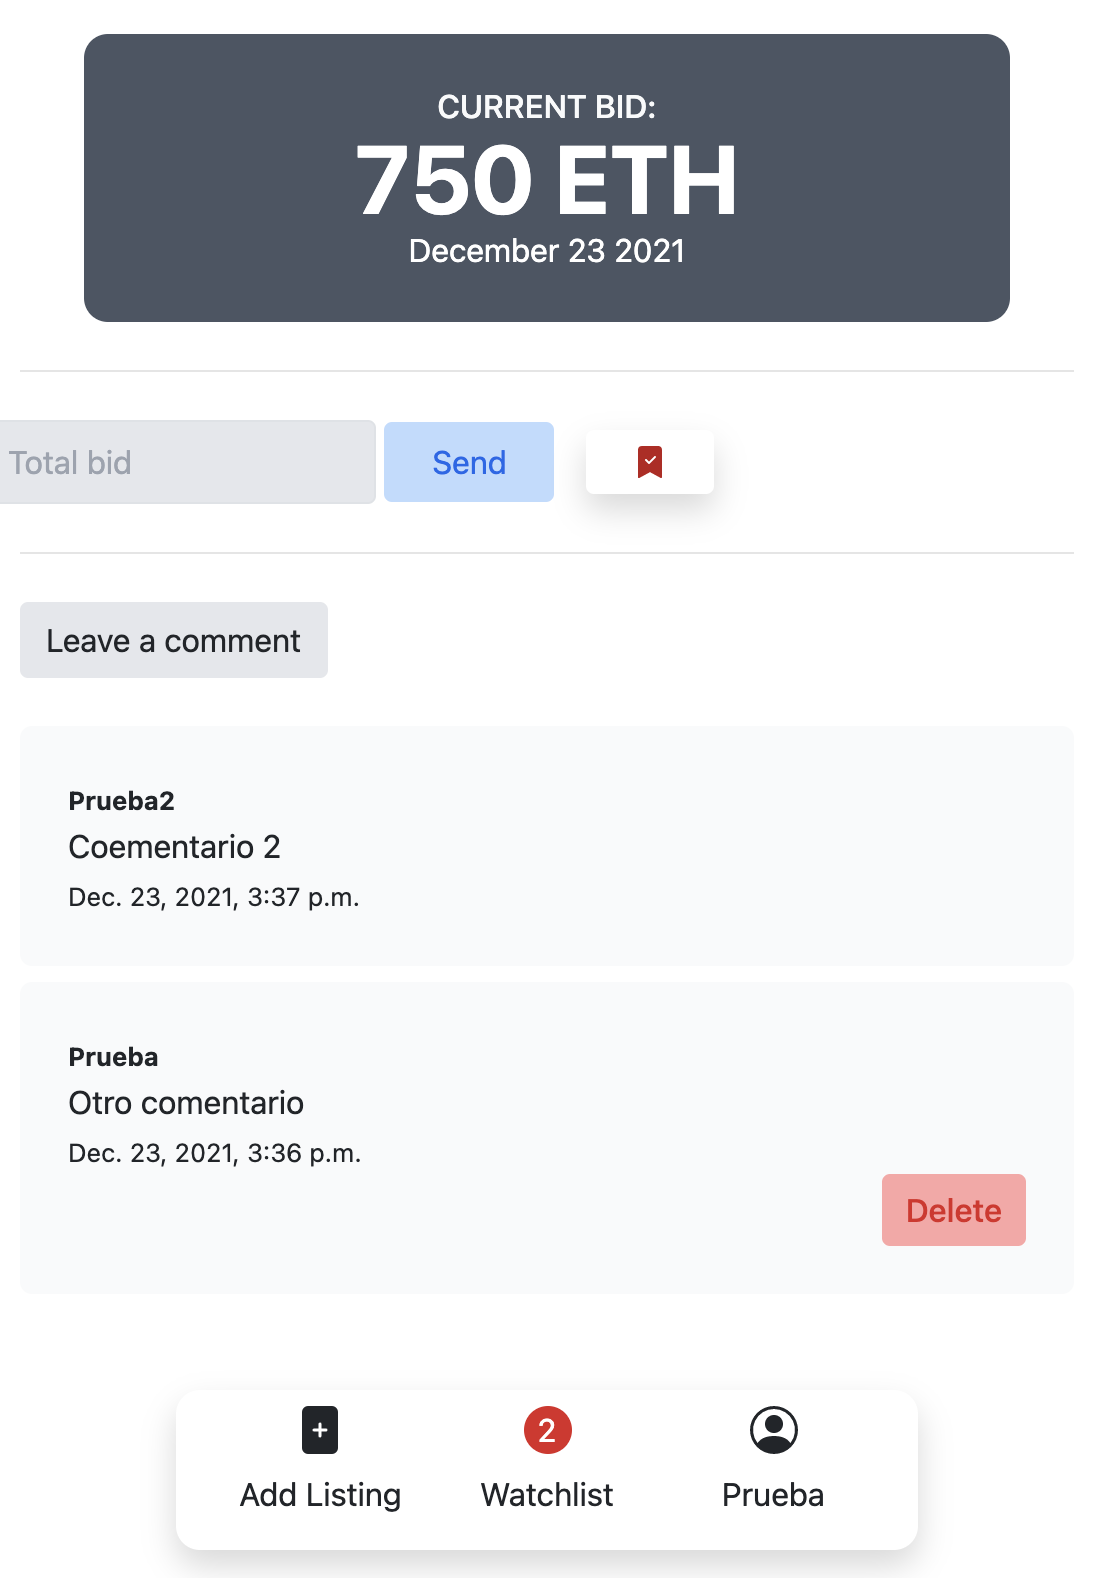 CURRENT BID:
750 ETH
December 23 2021
Total bid
Send
Leave a comment
Prueba2
Coementario 2
Dec. 23, 2021, 3:37 p.m.
Prueba
Otro comentario
Dec. 23, 2021, 3:36 p.m.
Delete
2
Add Listing
Watchlist
Prueba